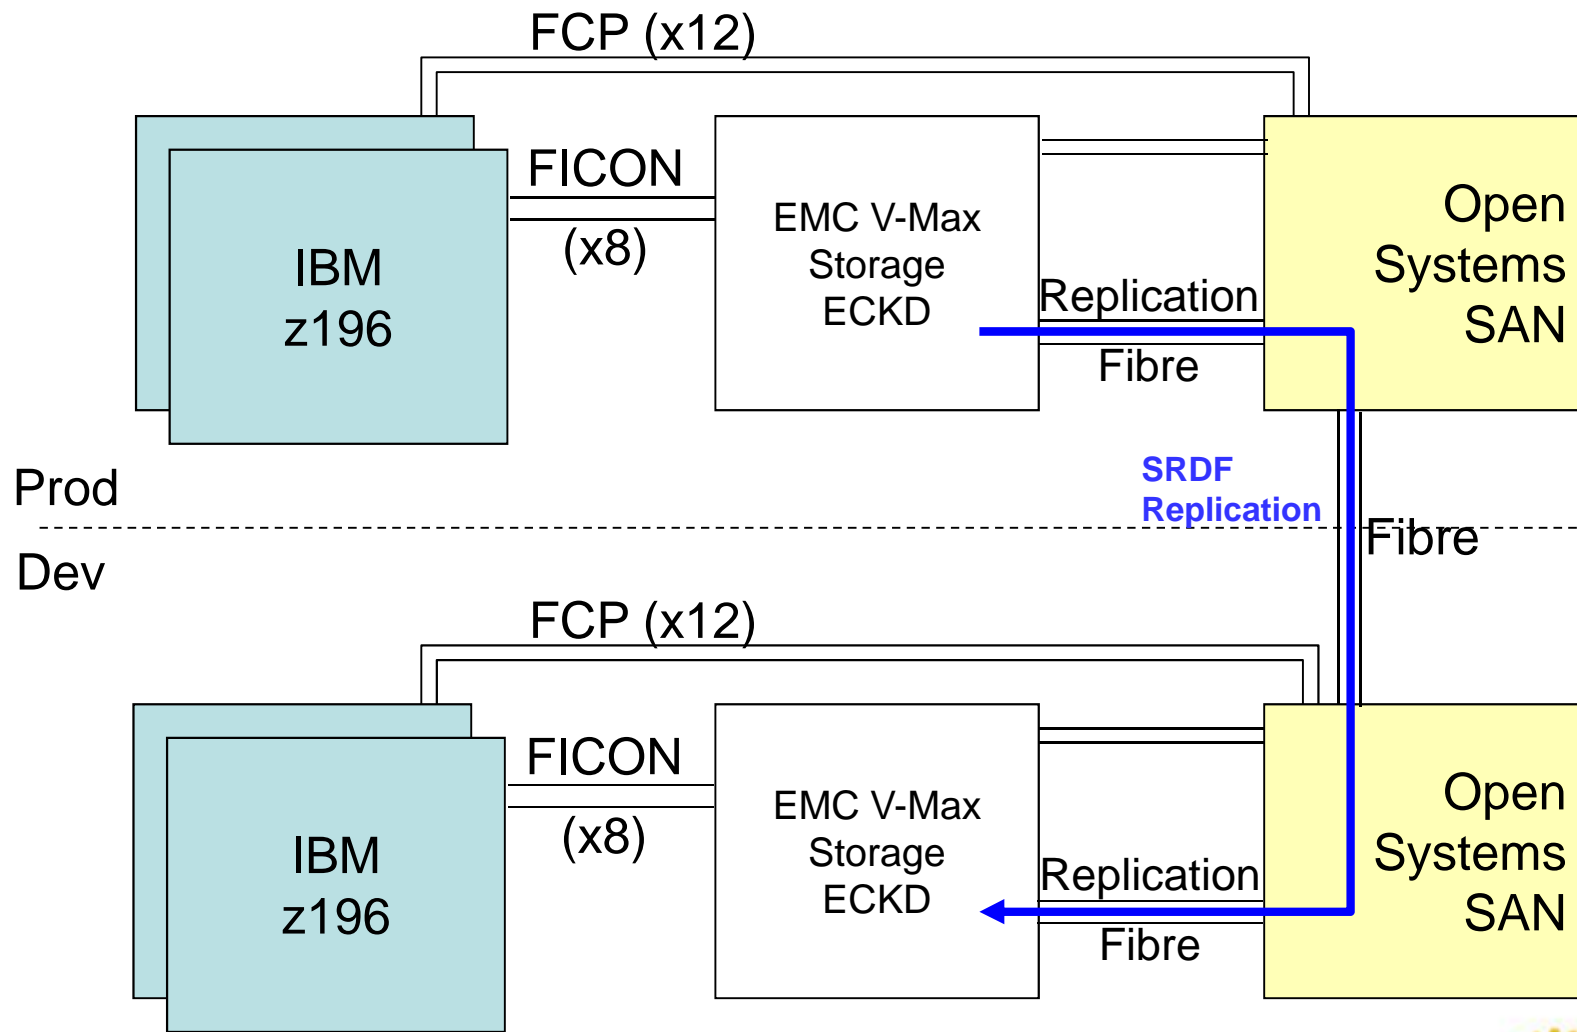 FCP (x12)
FICON
(x8)
IBM
z196
EMC V-Max
Storage
ECKD
Replication
Fibre
Open
Systems
SAN
SRDF
Replication
Prod
Fibre
Dev
FCP (x12)
FICON
(x8)
IBM
z196
EMC V-Max
Storage
ECKD
Replication
Fibre
Open
Systems
SAN